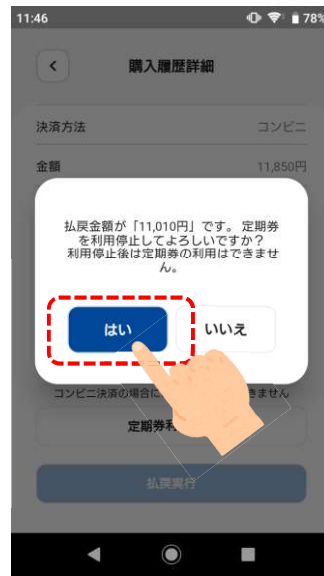 11:46 78%
購入履歴詳細
決済方法 コンビニ
金額 11,850円
払戻金額が「11,010円」です。定期券
を利用停止してよろしいですか?
利用停止後は定期券の利用はできませ
ん。
はい いいえ
コンビニ決済の場合に きません
定期券利
払戻実行